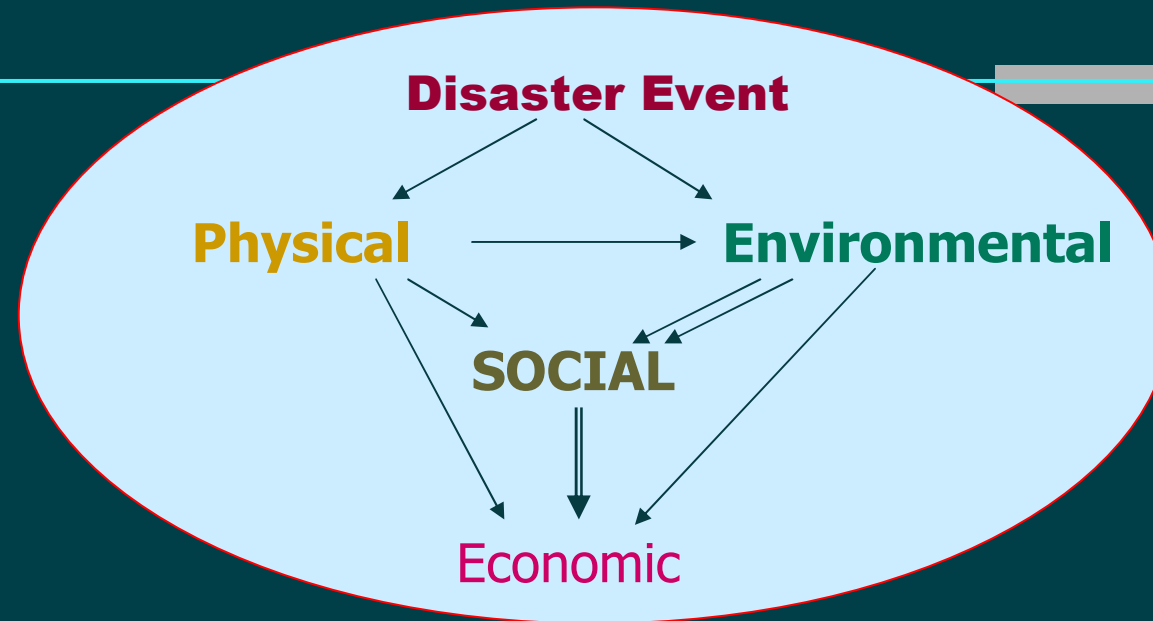 Disaster Event
Physical
Environmental
SOCIAL
Economic